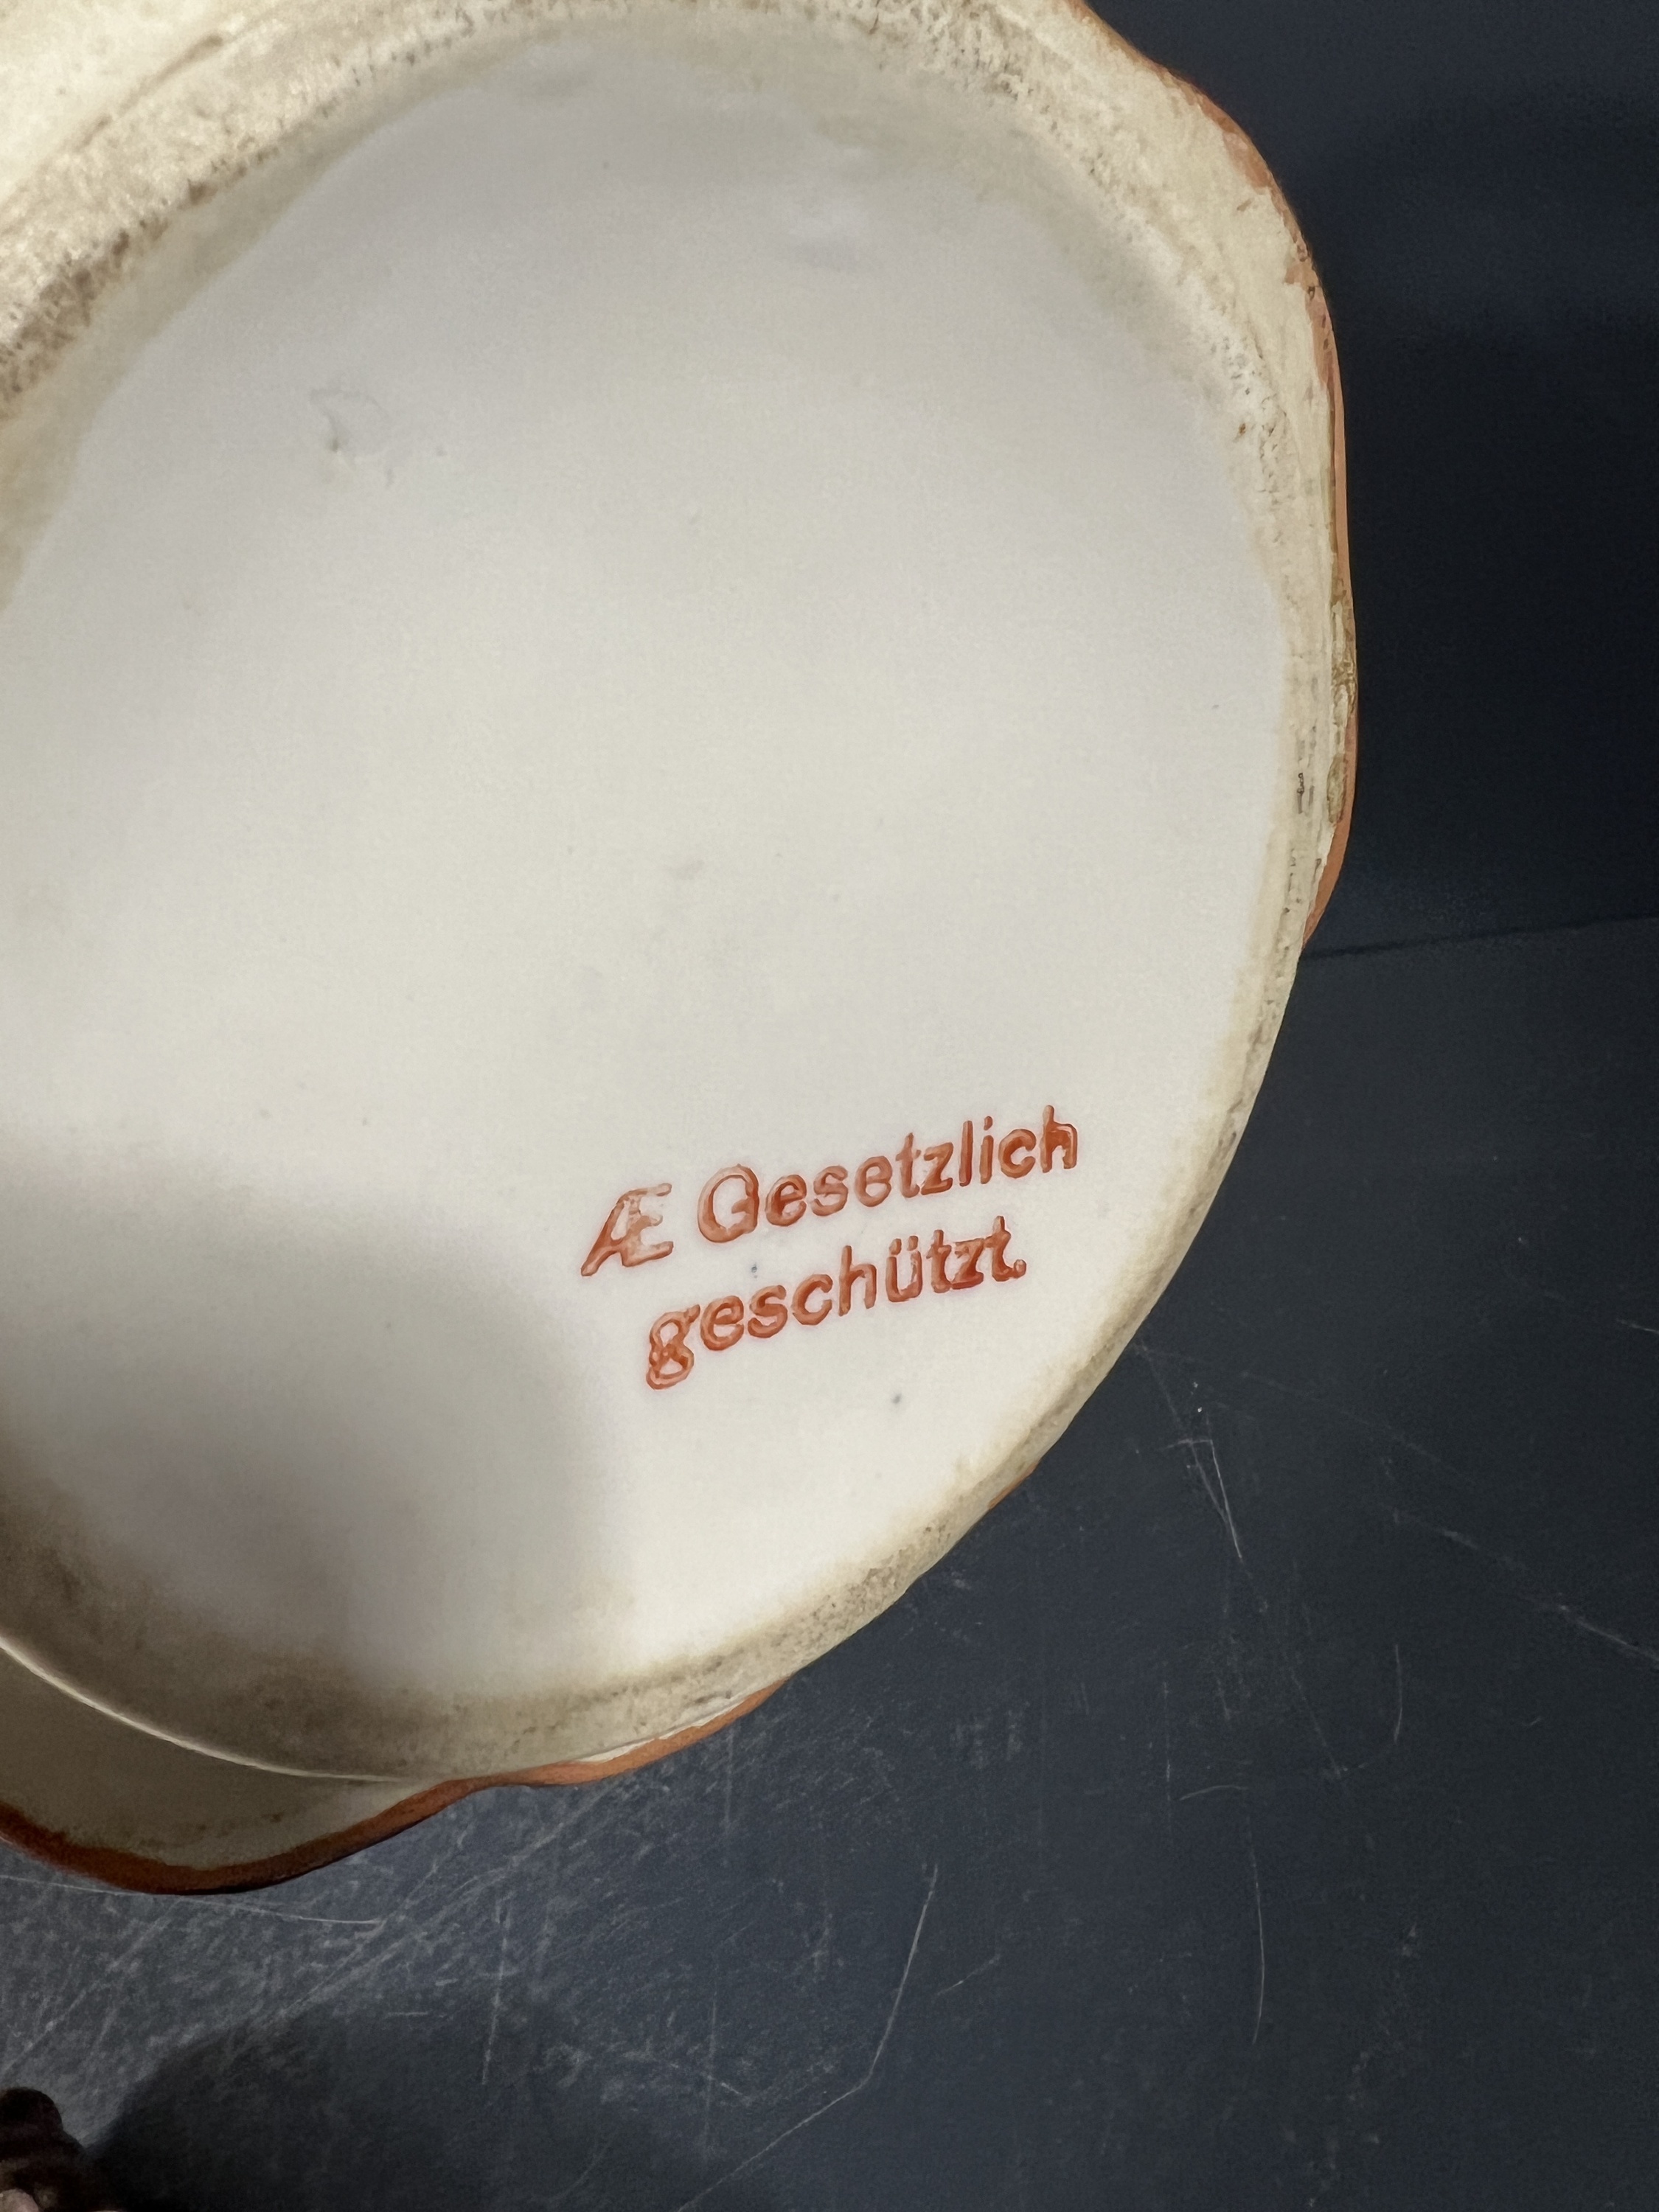 Æ Gesetzlich
geschützt.